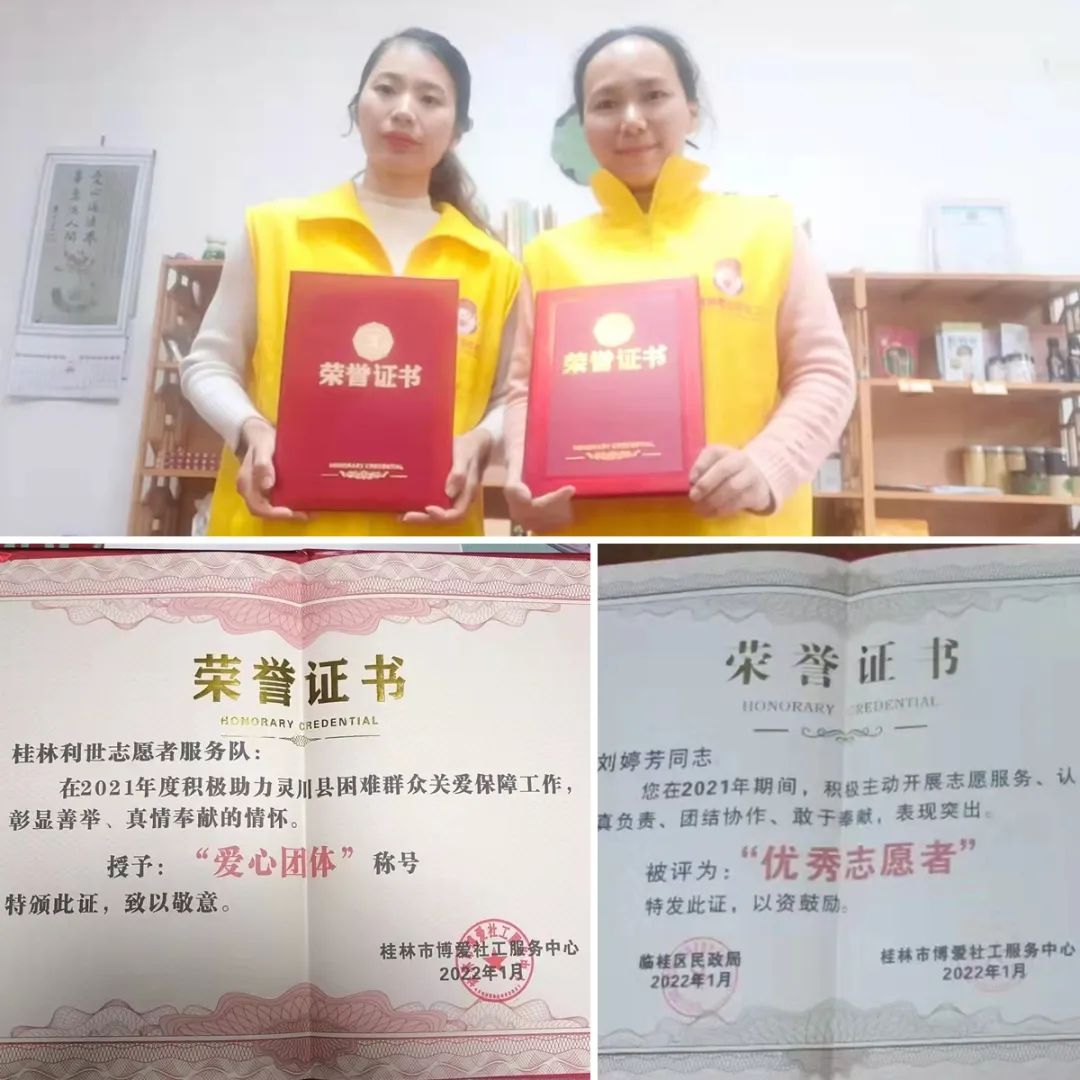 荣誉证书
HONORARY CREDENTIAL
荣誉证书
HONORARY CREDENTIAL
荣誉证书
HONORARY CREDENTIAL
桂林利世志愿者服务队：
在2021年度积极助力灵川县困难群众关爱保障工作，
彰显善举、真情奉献的情怀。
授予：“爱心团体”称号
特颁此证，致以敬意。
桂林市博爱社工服务中心
2022年1月
荣誉证书
HONORARY CREDENTIAL
刘婷芳同志
您在2021年期间，积极主动开展志愿服务、认
真负责、团结协作、敢于奉献，表现突出。
被评为：“优秀志愿者”
特发此证，以资鼓励。
临桂区民政局
2022年1月
桂林市博爱社工服务中心
2022年1月